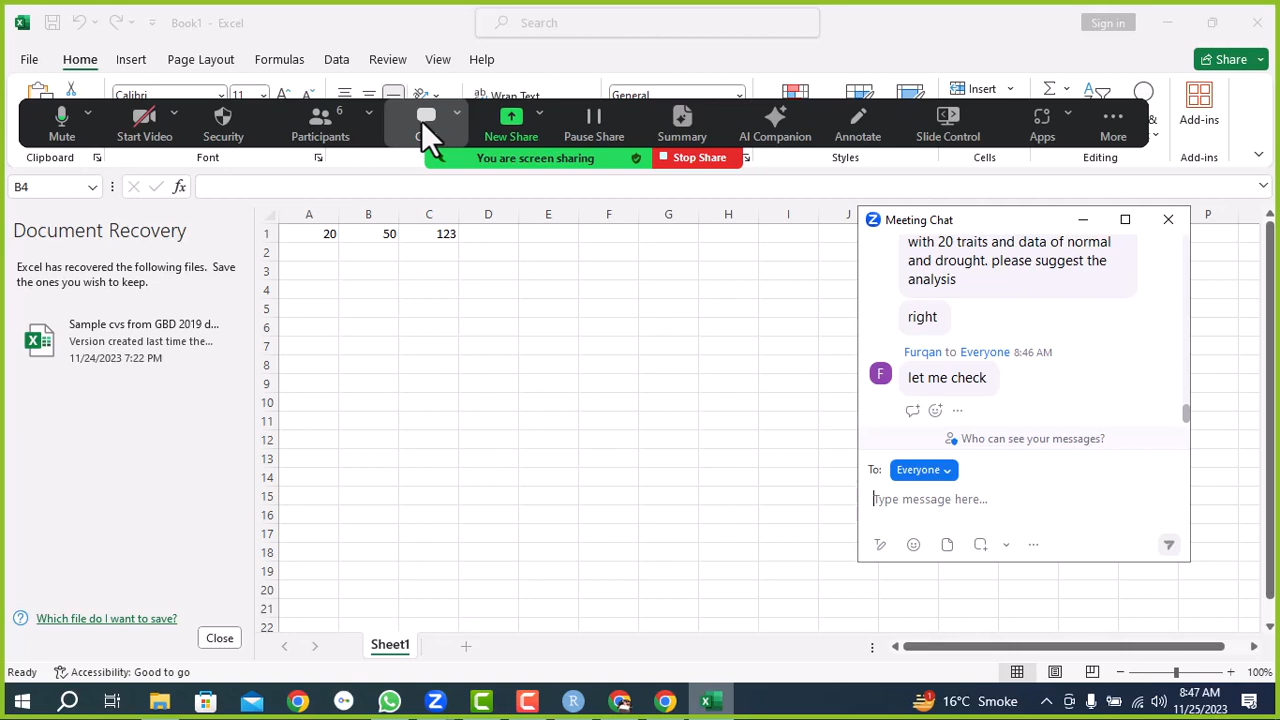 Book1 - Excel
Search
Sign in
File Home Insert Page Layout Formulas Data Review View Help
Share
Calibri 11
Wrap Text
General
Insert
Add-ins
Mute
Start Video
Security
Participants 6
New Share
Pause Share
Summary
AI Companion
Annotate
Slide Control
Apps
More
You are screen sharing
Stop Share
Clipboard
Font
Styles
Cells
Editing
Add-ins
B4
fx
Document Recovery
Excel has recovered the following files. Save
the ones you wish to keep.
Sample cvs from GBD 2019 d...
Version created last time the...
11/24/2023 7:22 PM
Which file do I want to save?
Close
A B C D E F G H I J P
1 20 50 123
2
3
4
5
6
7
8
9
10
11
12
13
14
15
16
17
18
19
20
21
22
Meeting Chat
with 20 traits and data of normal
and drought. please suggest the
analysis
right
Furqan to Everyone 8:46 AM
F
let me check
Who can see your messages?
To: Everyone
Type message here...
Sheet1
Ready
Accessibility: Good to go
100%
1
16°C Smoke
8:47 AM
11/25/2023